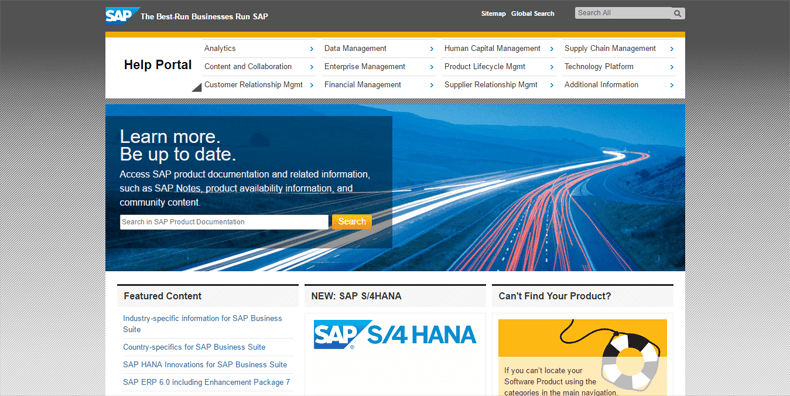 SAP The Best-Run Businesses Run SAP
Sitemap Global Search
Search All
Help Portal
Analytics
Data Management
Human Capital Management
Supply Chain Management
Content and Collaboration
Enterprise Management
Product Lifecycle Mgmt
Technology Platform
Customer Relationship Mgmt
Financial Management
Supplier Relationship Mgmt
Additional Information
Learn more.
Be up to date.
Access SAP product documentation and related information,
such as SAP Notes, product availability information, and
community content.
Search in SAP Product Documentation
Search
Featured Content
Industry-specific information for SAP Business
Suite
Country-specifics for SAP Business Suite
SAP HANA Innovations for SAP Business Suite
SAP ERP 6.0 including Enhancement Package 7
NEW: SAP S/4HANA
SAP S/4 HANA
Can't Find Your Product?
If you can't locate your
Software Product using the
categories in the main navigation,